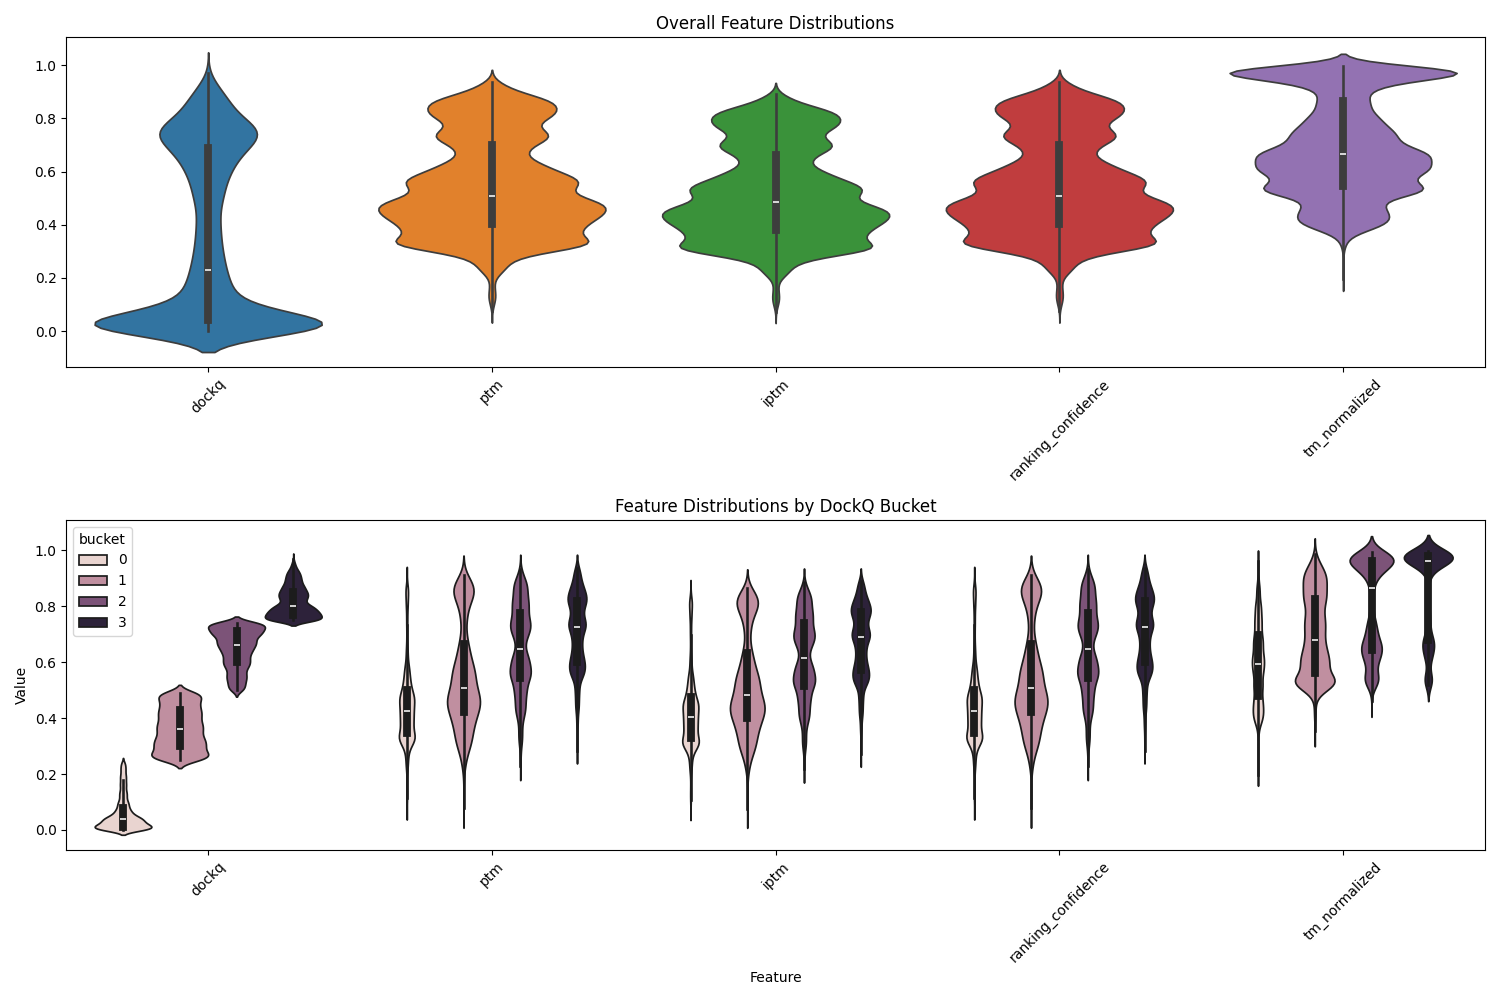 Overall Feature Distributions
1.0
0.8
0.6
0.4
0.2
0.0
dockq
ptm
iptm
ranking_confidence
tm_normalized
Feature Distributions by DockQ Bucket
Value
1.0
0.8
0.6
0.4
0.2
0.0
bucket
0
1
2
3
dockq
ptm
iptm
ranking_confidence
tm_normalized
Feature